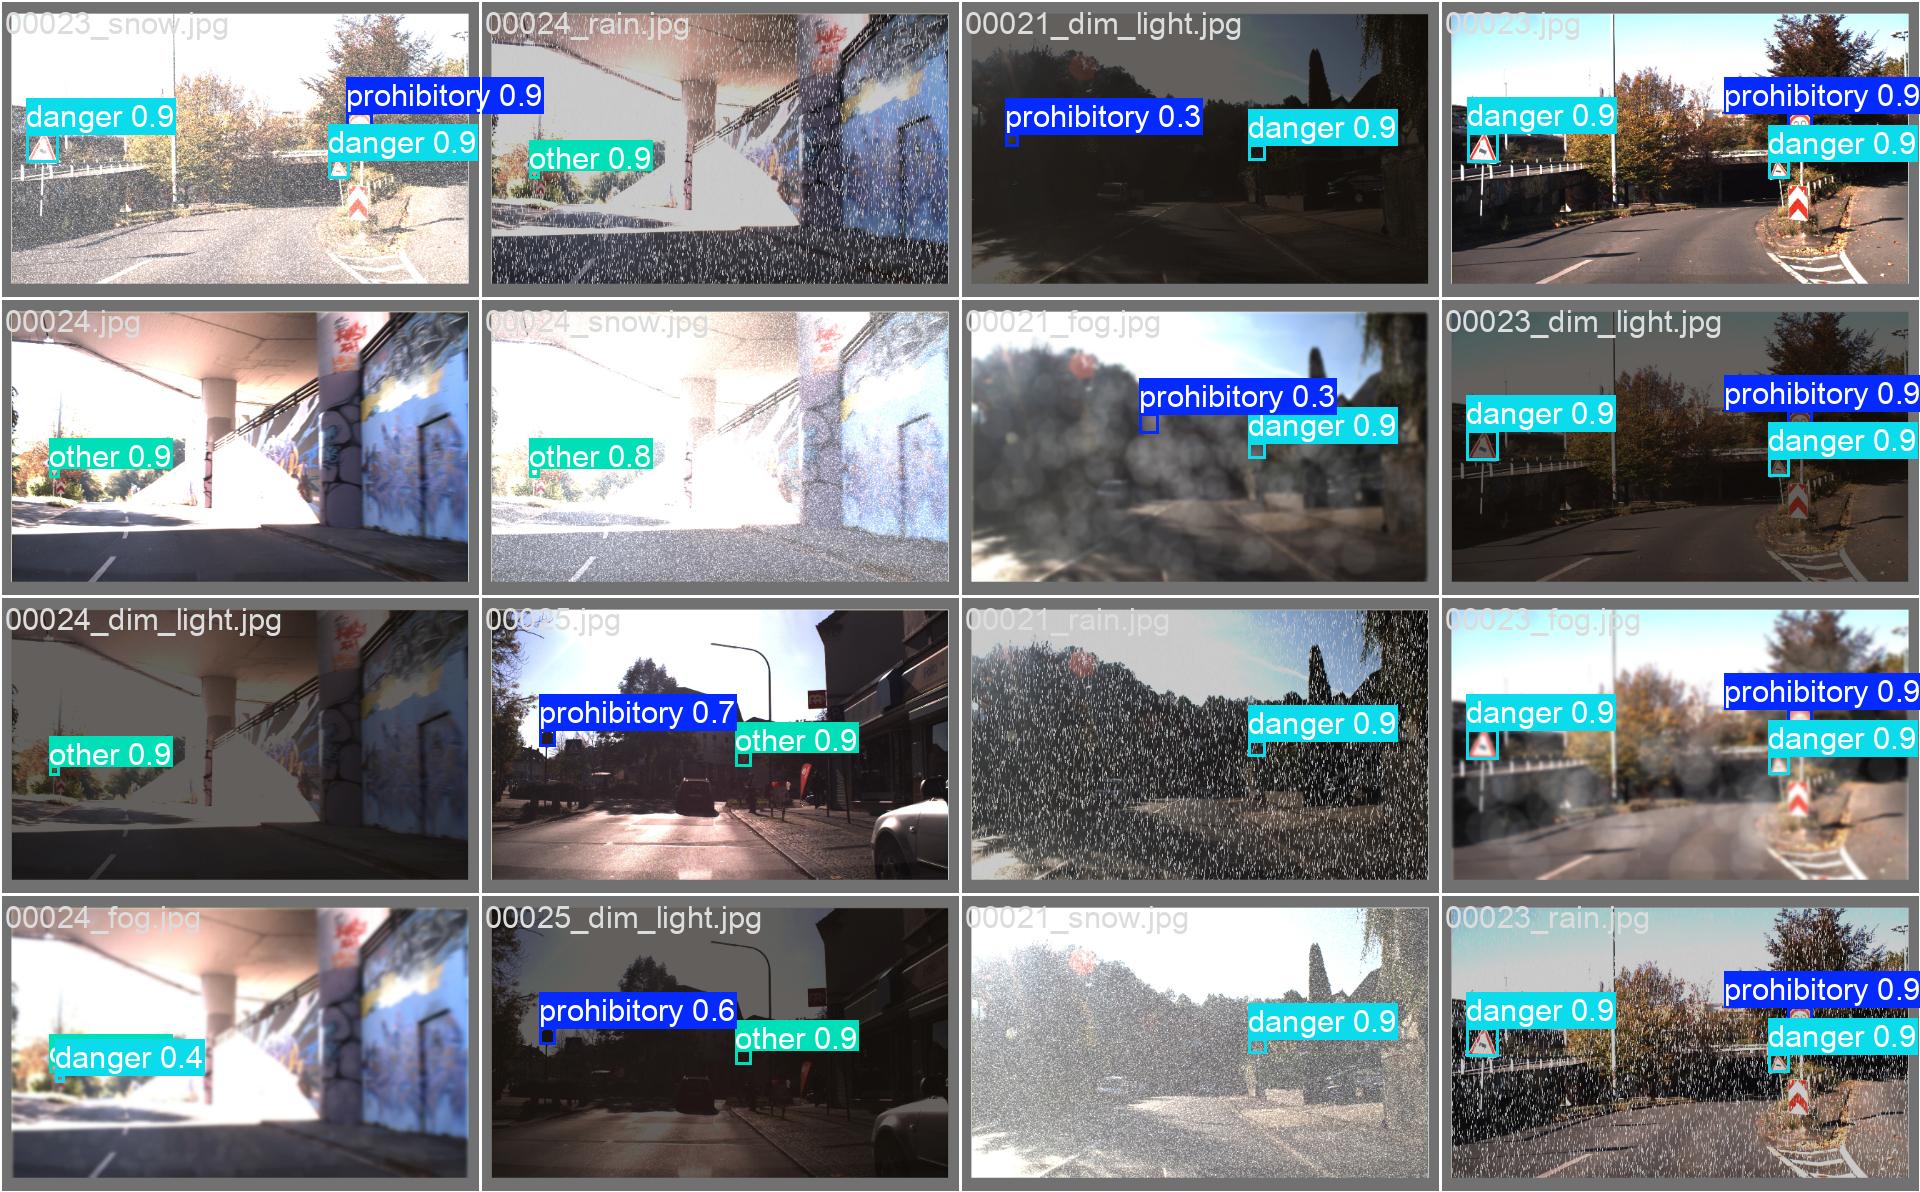 00023_snow.jpg
danger 0.9
prohibitory 0.9
danger 0.9
00024_rain.jpg
other 0.9
00021_dim_light.jpg
prohibitory 0.3
danger 0.9
00023.jpg
danger 0.9
prohibitory 0.9
danger 0.9
00024.jpg
other 0.9
00024_snow.jpg
other 0.8
00021_fog.jpg
prohibitory 0.3
danger 0.9
00023_dim_light.jpg
danger 0.9
prohibitory 0.9
danger 0.9
00024_dim_light.jpg
other 0.9
00025.jpg
prohibitory 0.7
other 0.9
00021_rain.jpg
danger 0.9
00023_fog.jpg
danger 0.9
prohibitory 0.9
danger 0.9
00024_fog.jpg
danger 0.4
00025_dim_light.jpg
prohibitory 0.6
other 0.9
00021_snow.jpg
danger 0.9
00023_rain.jpg
danger 0.9
prohibitory 0.9
danger 0.9